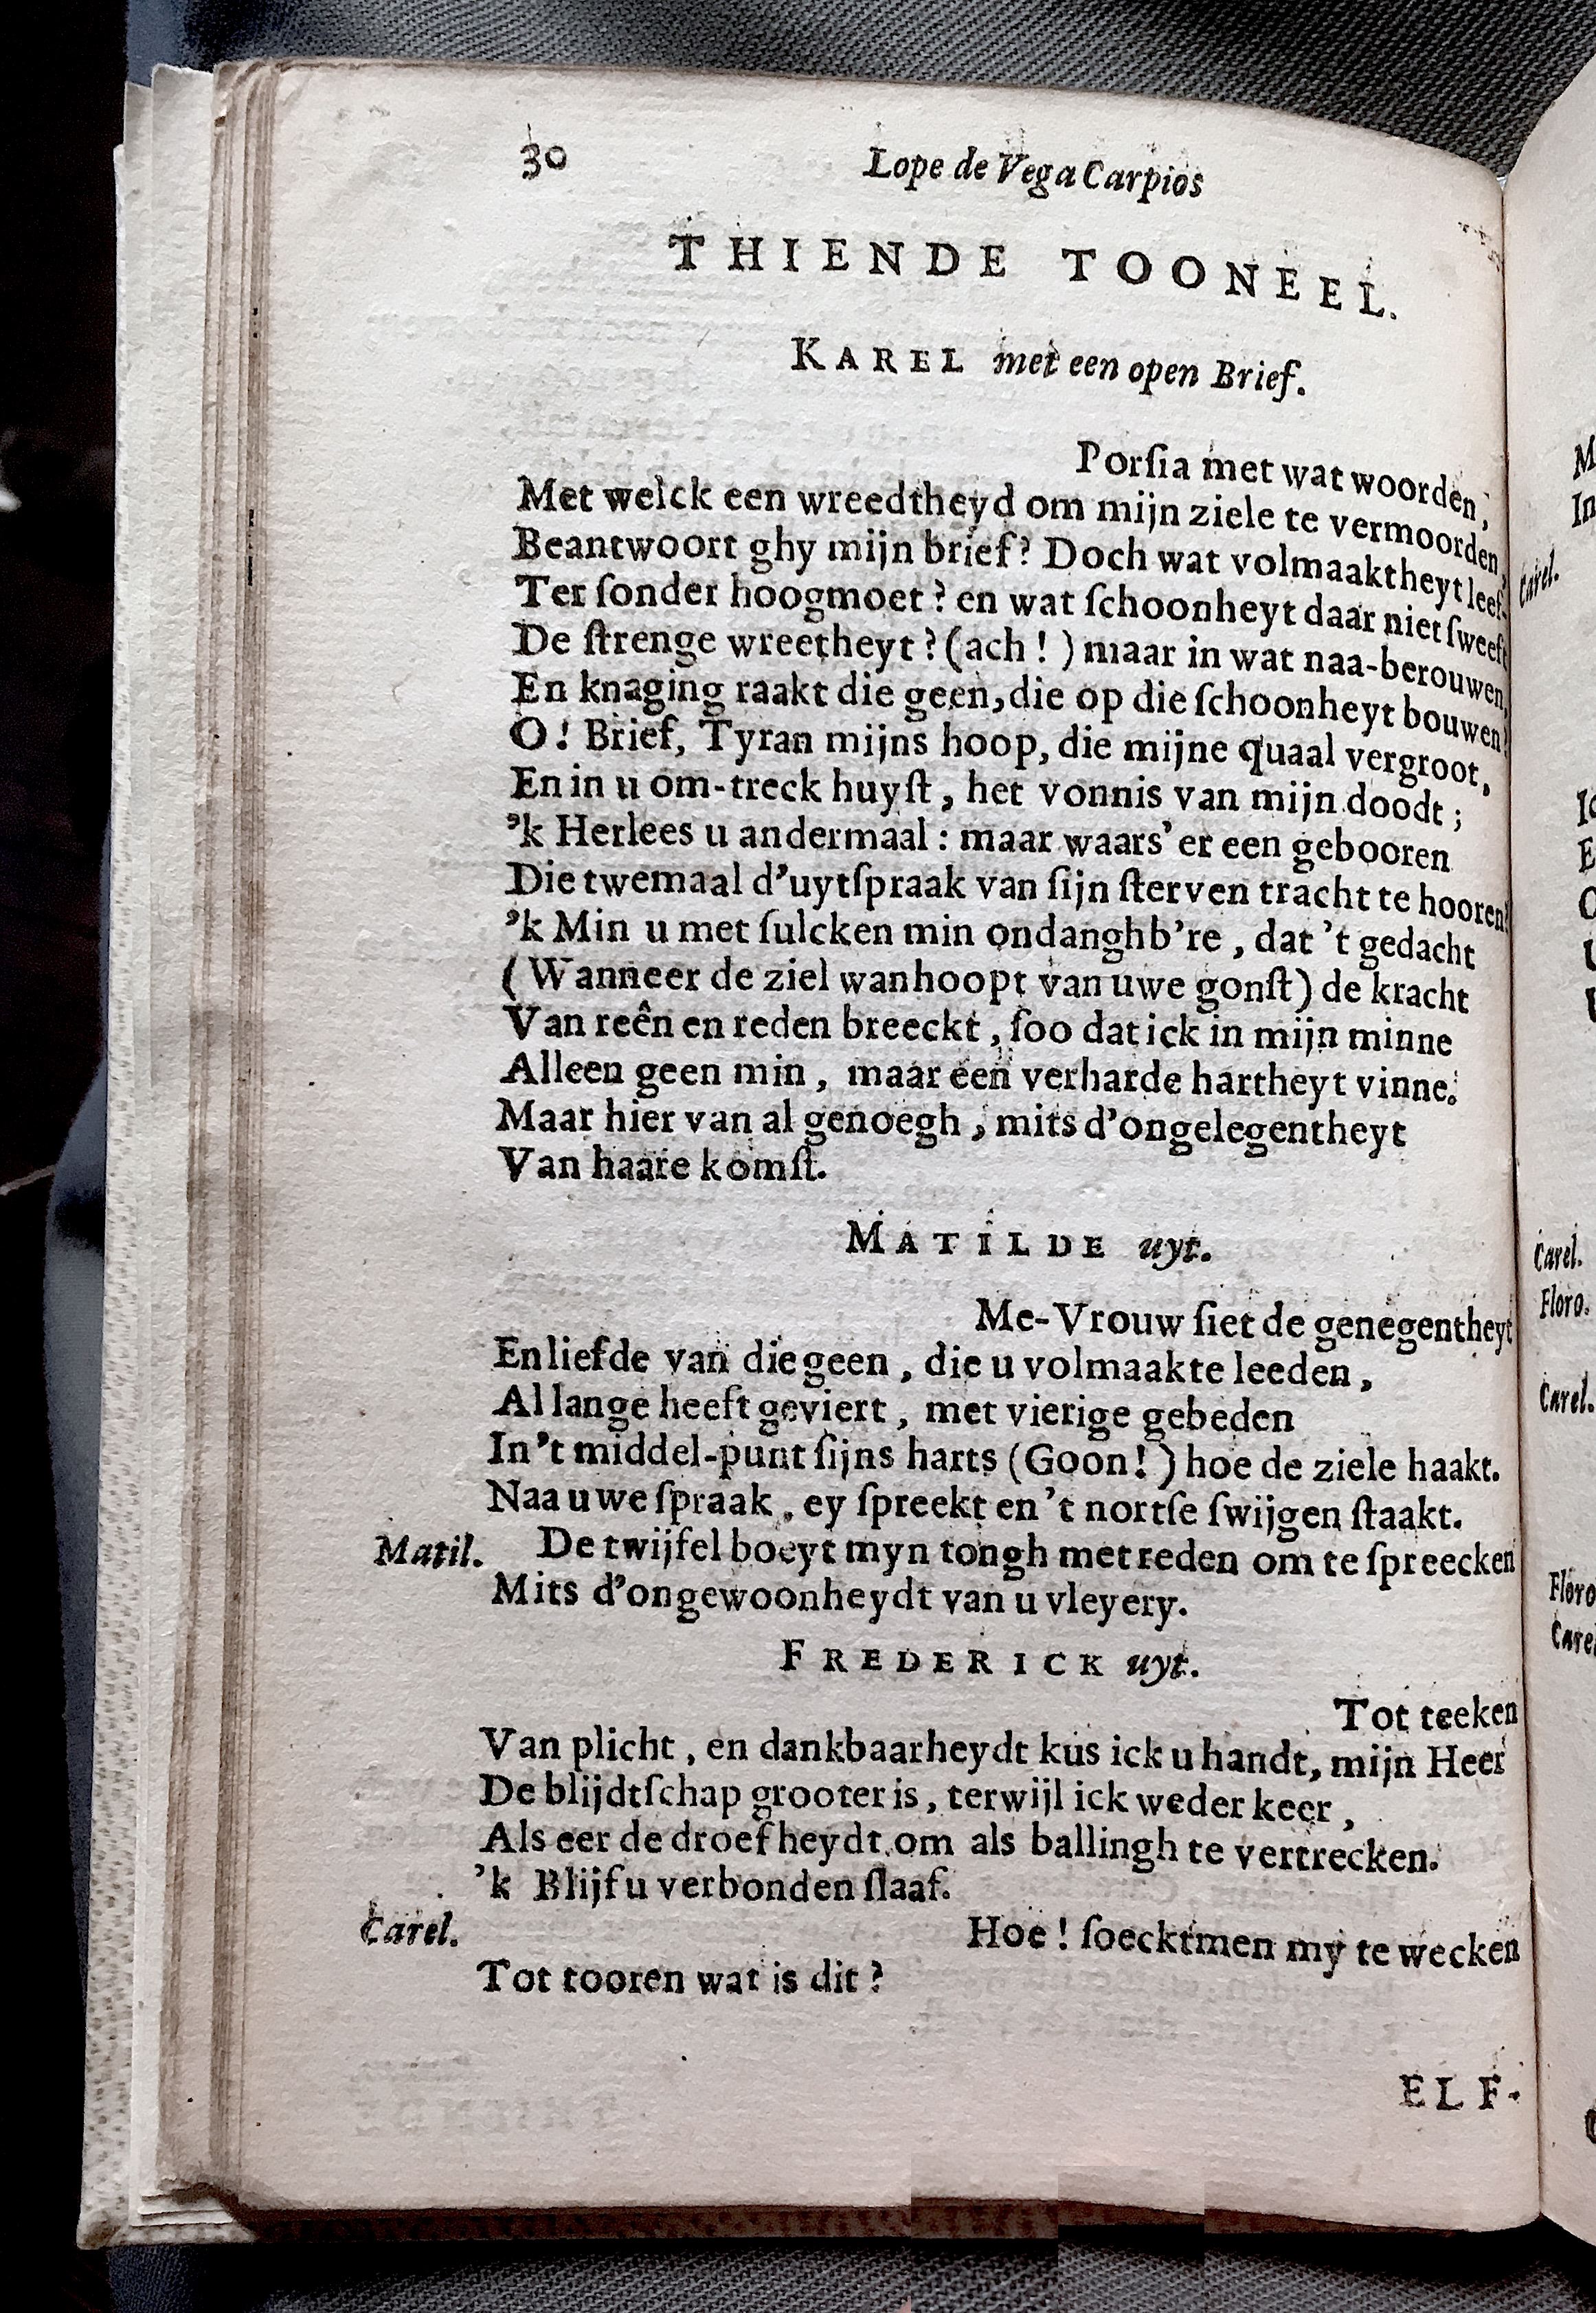 30 Lope de Vega Carpios
THIENDE TOONEEL.
KAREL met een open Brief.
Porſia met wat woorden,
Met welck een wreedtheyd om mijn ziele te vermoorden,
Beantwoort ghy mijn brief? Doch wat volmaaktheyt leef.
Ter ſonder hoogmoet? en wat ſchoonheyt daar niet ſweeft
De ſtrenge wreetheyt? (ach!) maar in wat naa-berouwen,
En knaging raakt die geen, die op die ſchoonheyt bouwen?
O! Brief, Tyran mijns hoop, die mijne quaal vergroot,
En in u om-treck huyſt, het vonnis van mijn doodt;
'k Herlees u andermaal: maar waars'er een gebooren
Die twemaal d'uytſpraak van ſijn ſterven tracht te hooren?
'k Min u met ſulcken min ondanghb're, dat 't gedacht
(Wanneer de ziel wanhoopt van uwe gonſt) de kracht
Van reên en reden breeckt, ſoo dat ick in mijn minne
Alleen geen min, maar een verharde hartheyt vinne.
Maar hier van al genoegh, mits d'ongelegentheyt
Van haare komſt.
MATILDE uyt.
Me-Vrouw ſiet de genegentheyt
En liefde van die geen, die u volmaakte leeden,
Al lange heeft geviert, met vierige gebeden
In 't middel-punt ſijns harts (Goon!) hoe de ziele haakt.
Naa uwe ſpraak, ey ſpreekt en 't nortſe ſwijgen ſtaakt.
Matil. De twijfel boeyt myn tongh met reden om te ſpreecken
Mits d'ongewoonheydt van u vleyery.
FREDERICK uyt.
Tot teeken
Van plicht, en dankbaarheydt kus ick u handt, mijn Heer
De blijdtſchap grooter is, terwijl ick weder keer,
Als eer de droefheydt om als ballingh te vertrecken.
'k Blijf u verbonden ſlaaf.
Carel. Hoe! ſoecktmen my te wecken
Tot tooren wat is dit?
ELF-
Carel.
Carel.
Floro.
Carel.
Floro
Carel